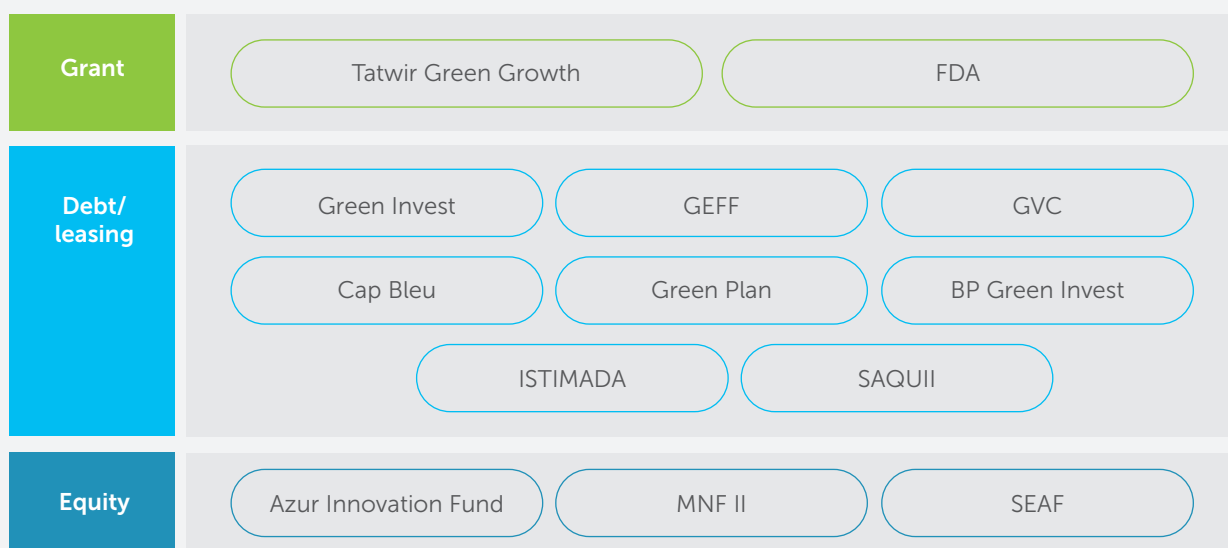 Grant
Tatwir Green Growth
FDA
Debt/
leasing
Green Invest
GEFF
GVC
Cap Bleu
Green Plan
BP Green Invest
ISTIMADA
SAQUII
Equity
Azur Innovation Fund
MNF II
SEAF